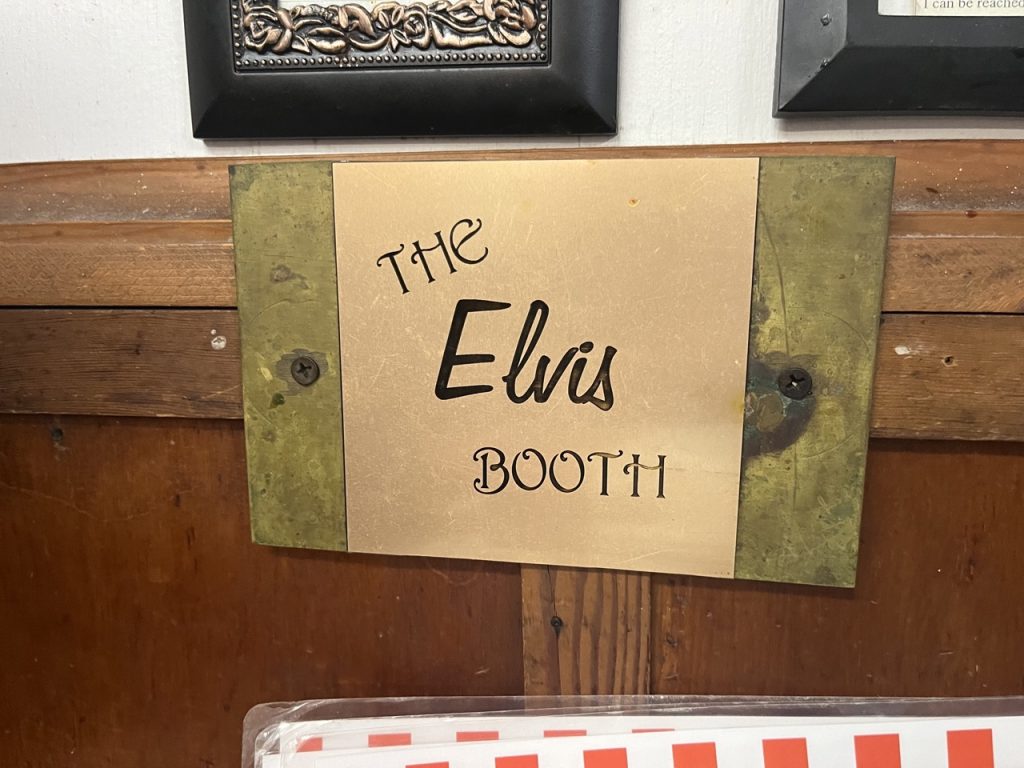 I can be reached
THE
Elvis
BOOTH